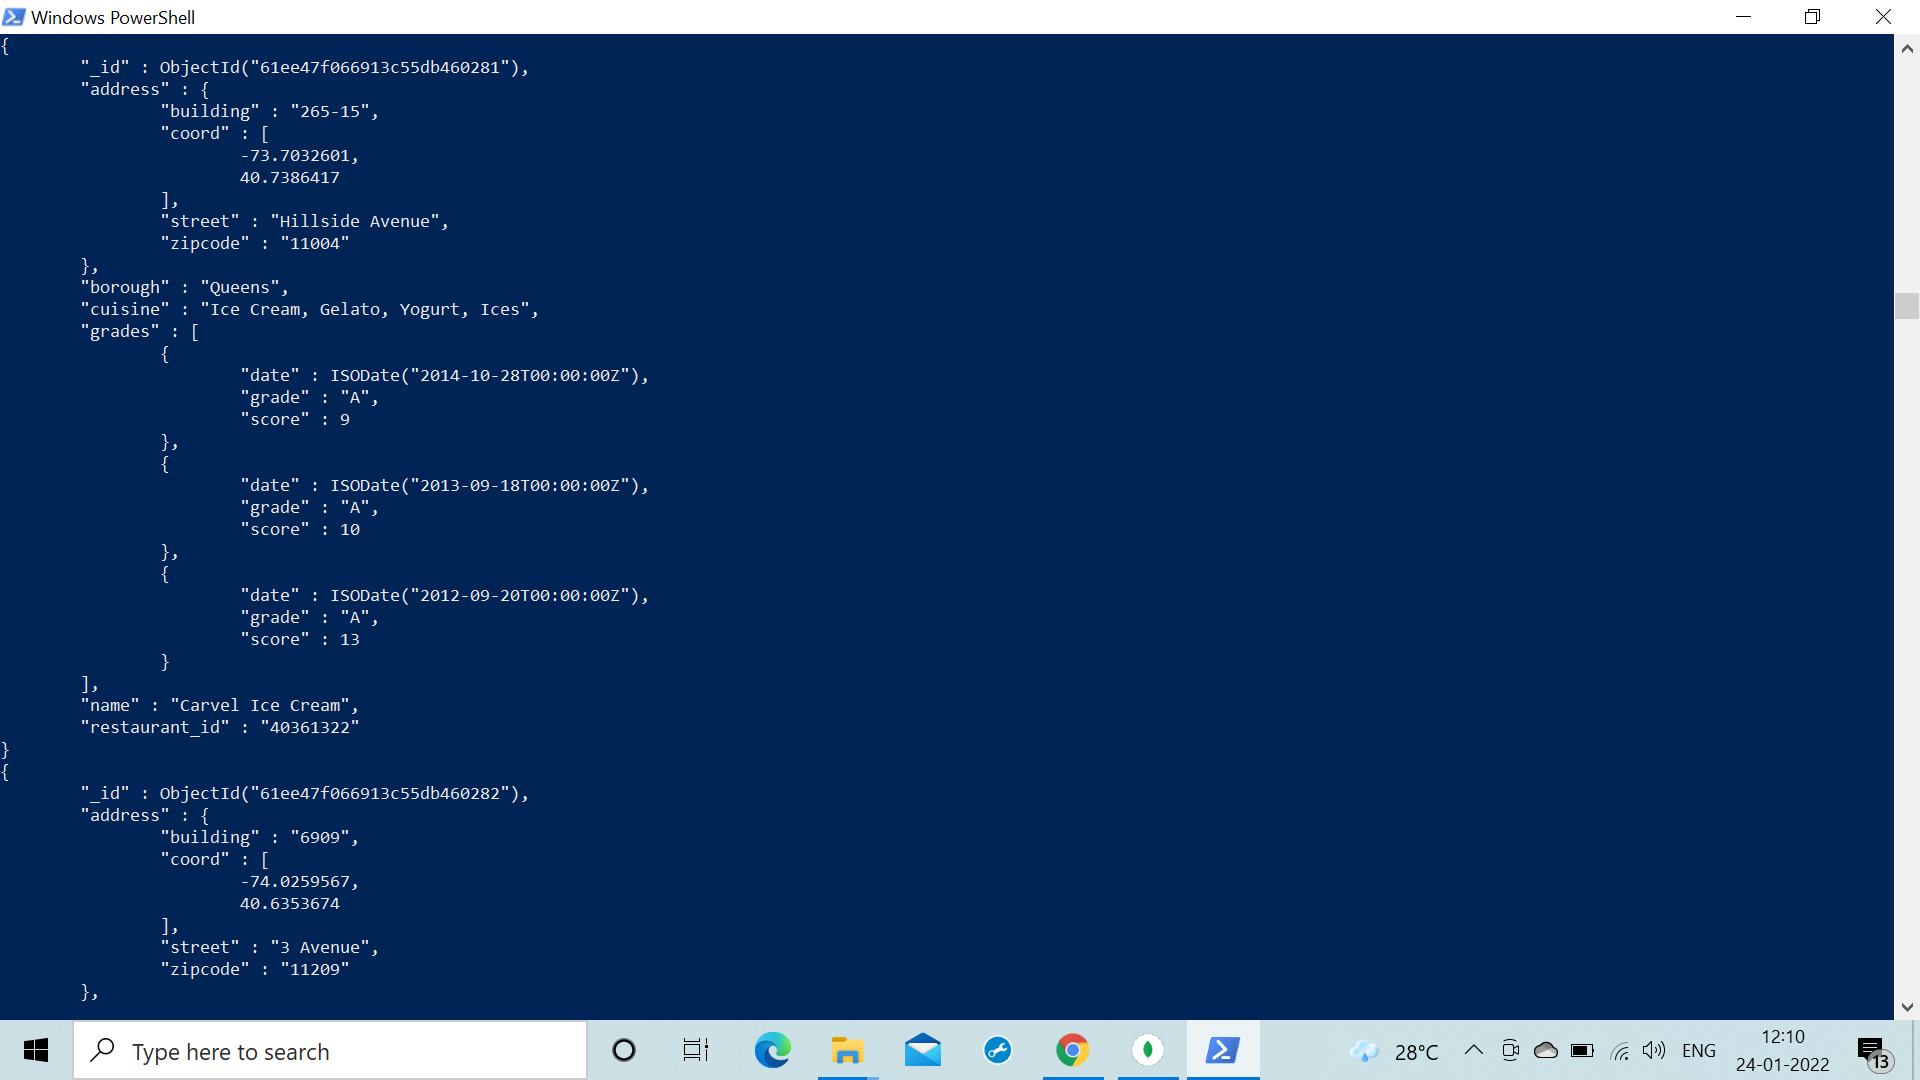 Windows PowerShell
{
"_id" : ObjectId("61ee47f066913c55db460281"),
"address" : {
"building" : "265-15",
"coord" : [
-73.7032601,
40.7386417
],
"street" : "Hillside Avenue",
"zipcode" : "11004"
},
"borough" : "Queens",
"cuisine" : "Ice Cream, Gelato, Yogurt, Ices",
"grades" : [
{
"date" : ISODate("2014-10-28T00:00:00Z"),
"grade" : "A",
"score" : 9
},
{
"date" : ISODate("2013-09-18T00:00:00Z"),
"grade" : "A",
"score" : 10
},
{
"date" : ISODate("2012-09-20T00:00:00Z"),
"grade" : "A",
"score" : 13
}
],
"name" : "Carvel Ice Cream",
"restaurant_id" : "40361322"
}
{
"_id" : ObjectId("61ee47f066913c55db460282"),
"address" : {
"building" : "6909",
"coord" : [
-74.0259567,
40.6353674
],
"street" : "3 Avenue",
"zipcode" : "11209"
},
Type here to search
28°C
ENG
12:10
24-01-2022
13